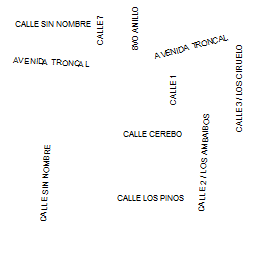 CALLE SIN NOMBRE
CALLE 7
8VO ANILLO
AVENIDA TRONCAL
AVENIDA TRONCAL
CALLE 1
CALLE 3 / LOS CIRUELO
CALLE CEREBO
CALLE SIN NOMBRE
CALLE 2 / LOS AMBAIBOS
CALLE LOS PINOS